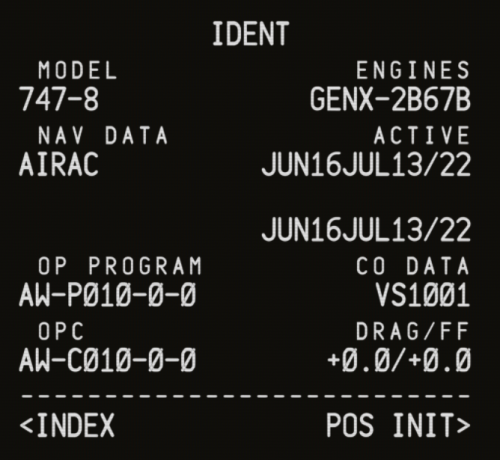 IDENT
MODEL ENGINES
747-8 GENX-2B67B
NAV DATA ACTIVE
AIRAC JUN16JUL13/22
JUN16JUL13/22
OP PROGRAM CO DATA
AW-P010-0-0 VS1001
OPC DRAG/FF
AW-C010-0-0 +0.0/+0.0
----------------------------
<INDEX POS INIT>